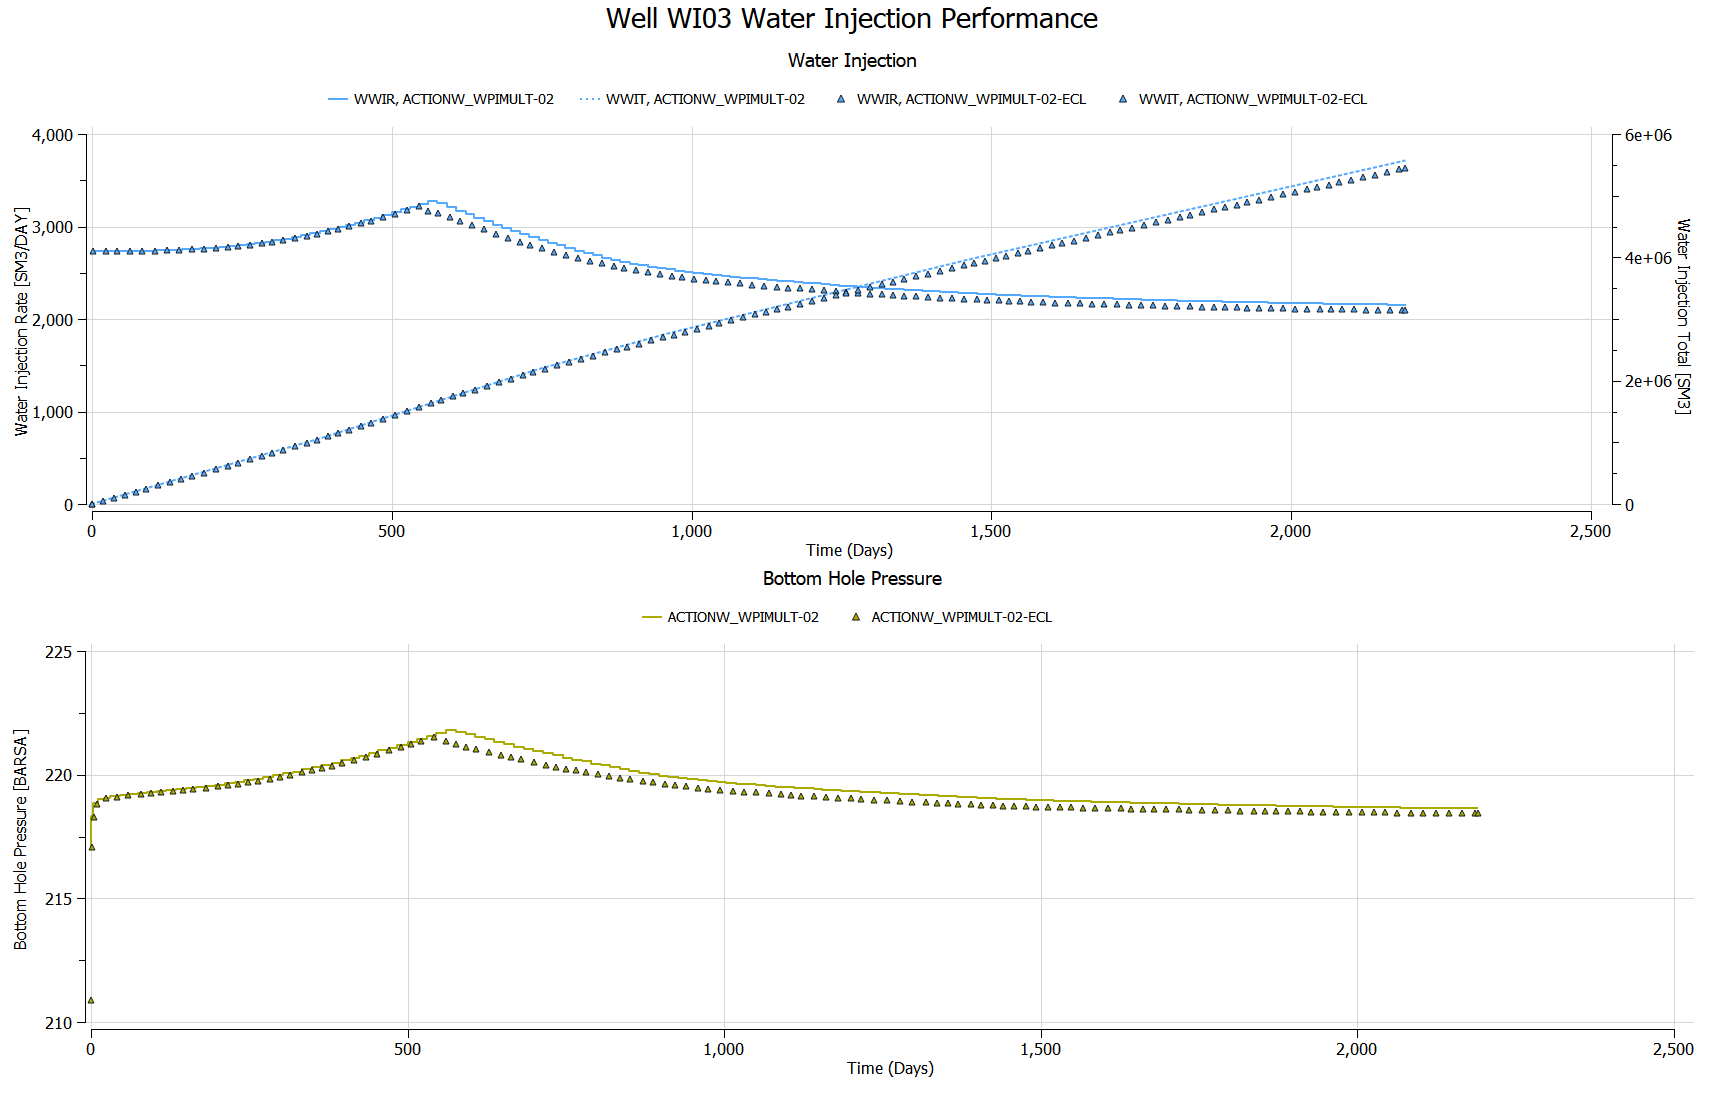 Well WI03 Water Injection Performance
Water Injection
WWIR, ACTIONW_WPIMULT-02 WWIT, ACTIONW_WPIMULT-02 WWIR, ACTIONW_WPIMULT-02-ECL WWIT, ACTIONW_WPIMULT-02-ECL
Water Injection Rate [SM3/DAY]
4,000
3,000
2,000
1,000
0
6e+06
4e+06
2e+06
0
Water Injection Total [SM3]
0 500 1,000 1,500 2,000 2,500
Time (Days)
Bottom Hole Pressure
ACTIONW_WPIMULT-02 ACTIONW_WPIMULT-02-ECL
Bottom Hole Pressure [BARSA]
225
220
215
210
0 500 1,000 1,500 2,000 2,500
Time (Days)